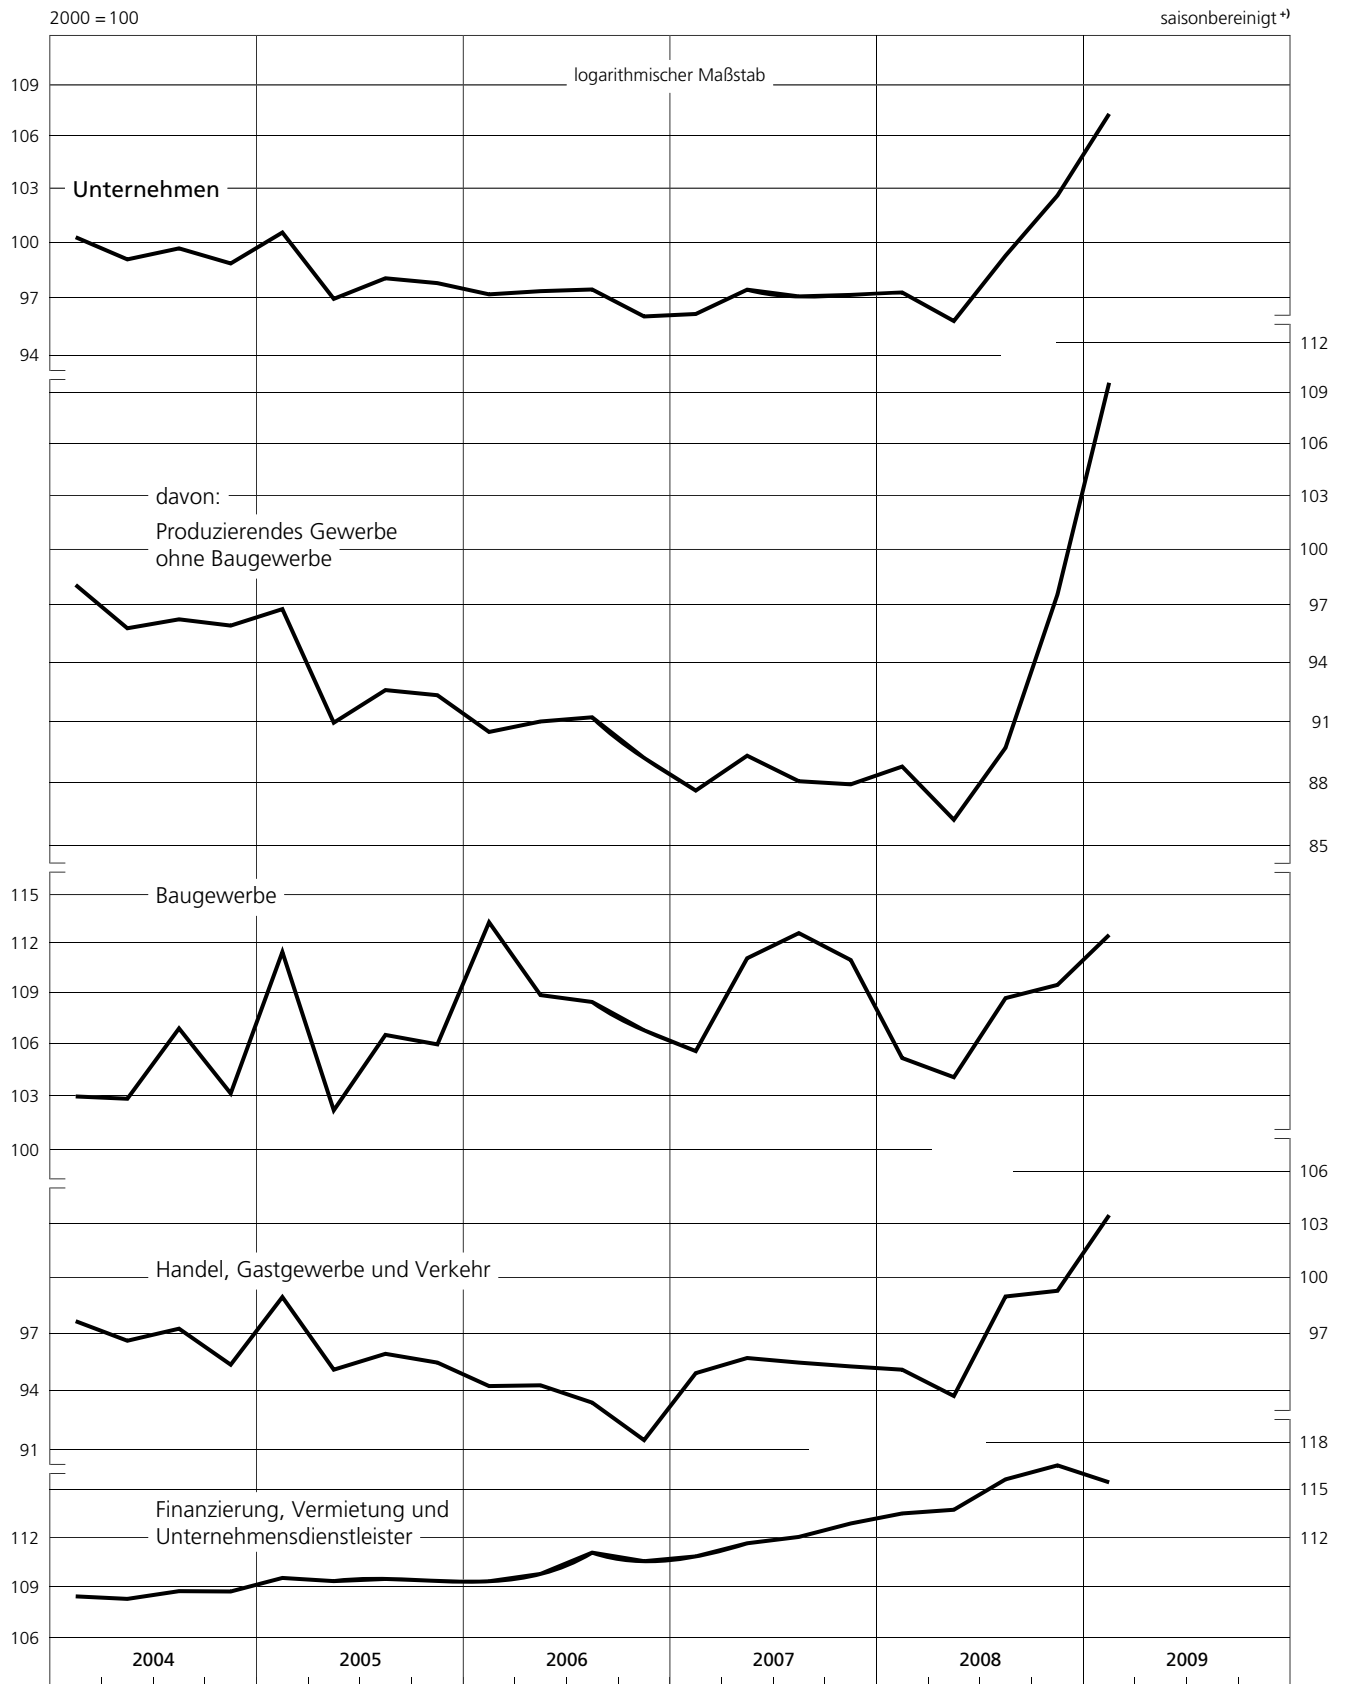 2000 = 100
saisonbereinigt +)
logarithmischer Maßstab
109
106
103
Unternehmen
100
97
94
112
109
106
103
davon:
Produzierendes Gewerbe
ohne Baugewerbe
100
97
94
91
88
85
115
Baugewerbe
112
109
106
103
100
106
103
Handel, Gastgewerbe und Verkehr
100
97
97
94
91
118
115
Finanzierung, Vermietung und
Unternehmensdienstleister
112
112
109
106
2004 2005 2006 2007 2008 2009